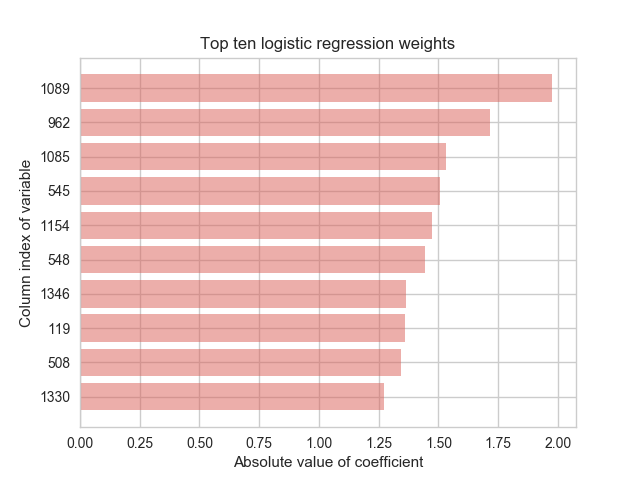 Top ten logistic regression weights
Column index of variable
1089
962
1085
545
1154
548
1346
119
508
1330
0.00 0.25 0.50 0.75 1.00 1.25 1.50 1.75 2.00
Absolute value of coefficient